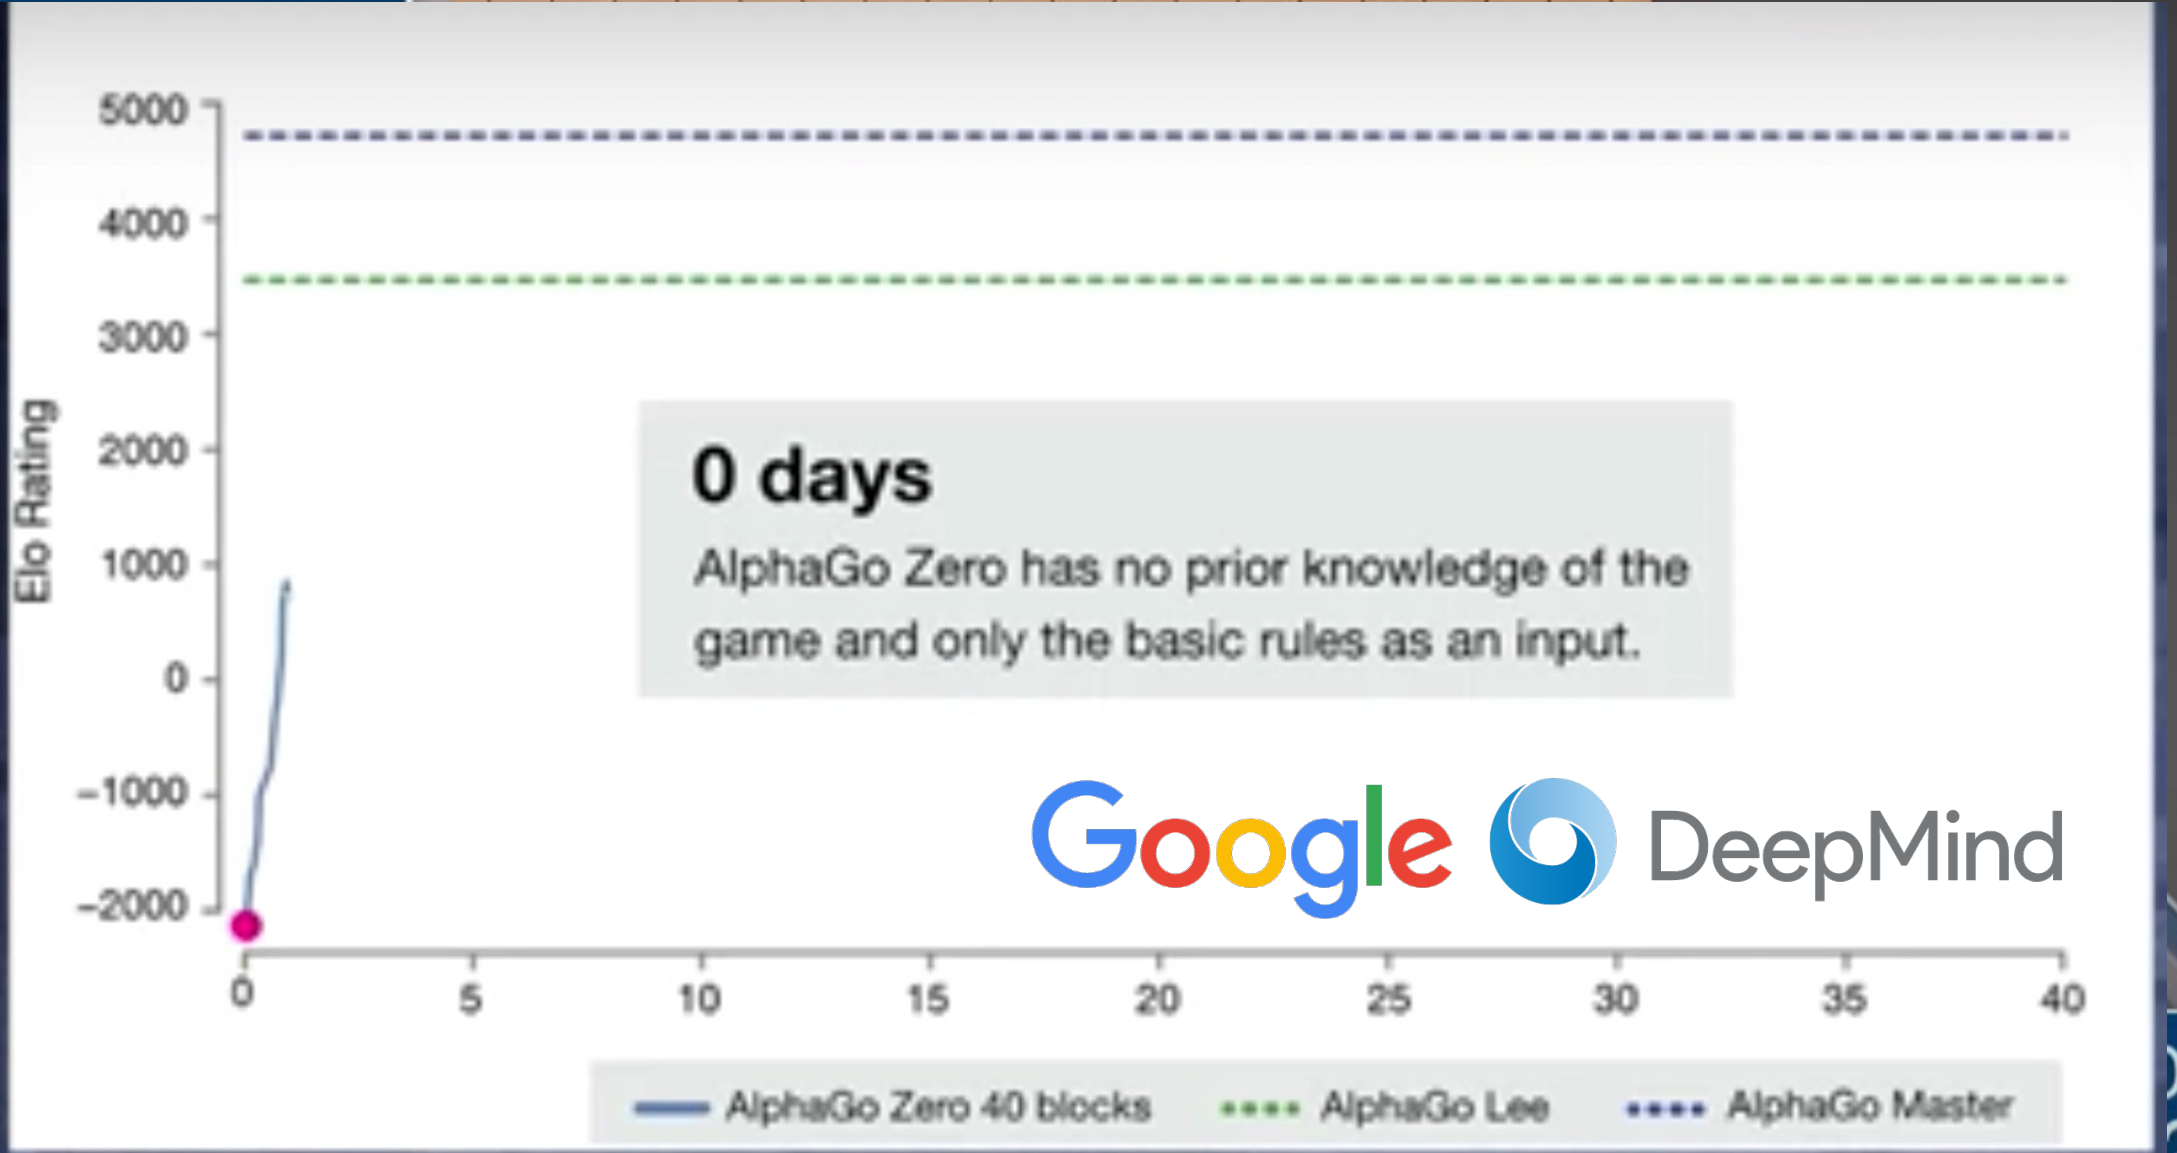 5000
4000
3000
2000
1000
0
−1000
−2000
Elo Rating
0 days
AlphaGo Zero has no prior knowledge of the
game and only the basic rules as an input.
Google DeepMind
0 5 10 15 20 25 30 35 40
AlphaGo Zero 40 blocks AlphaGo Lee AlphaGo Master